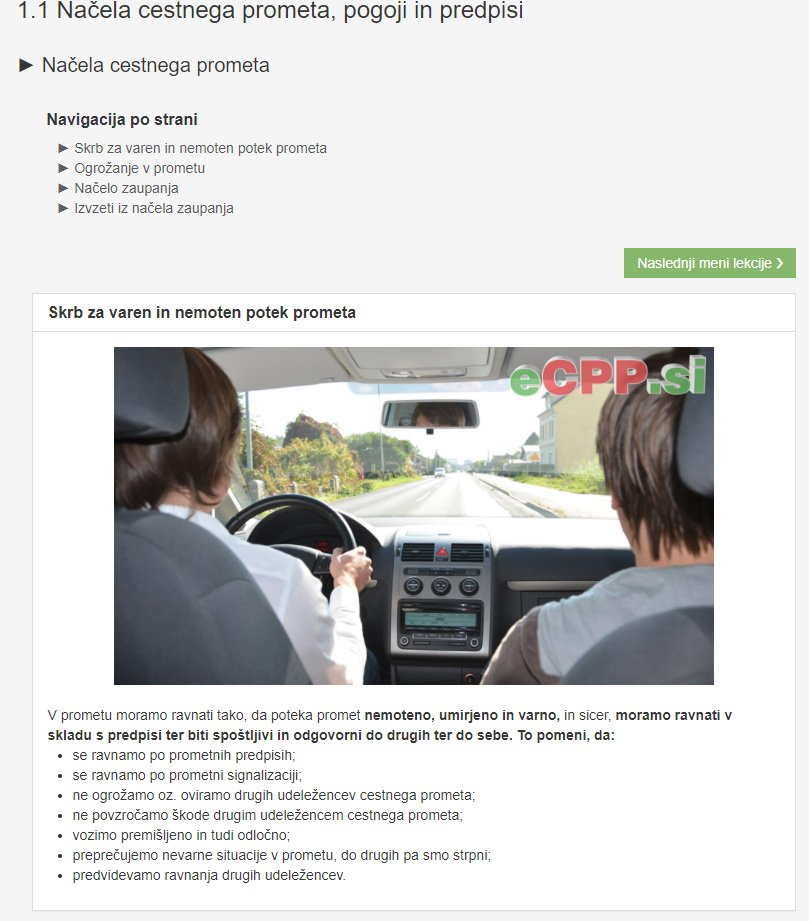 1.1 Načela cestnega prometa, pogoji in predpisi
► Načela cestnega prometa
Navigacija po strani
► Skrb za varen in nemoten potek prometa
► Ogrožanje v prometu
► Načelo zaupanja
► Izvzeti iz načela zaupanja
Naslednji meni lekcije ❯
Skrb za varen in nemoten potek prometa
eCPP.si
V prometu moramo ravnati tako, da poteka promet nemoteno, umirjeno in varno, in sicer, moramo ravnati v
skladu s predpisi ter biti spoštljivi in odgovorni do drugih ter do sebe. To pomeni, da:
• se ravnamo po prometnih predpisih;
• se ravnamo po prometni signalizaciji;
• ne ogrožamo oz. oviramo drugih udeležencev cestnega prometa;
• ne povzročamo škode drugim udeležencem cestnega prometa;
• vozimo premišljeno in tudi odločno;
• preprečujemo nevarne situacije v prometu, do drugih pa smo strpni;
• predvidevamo ravnanja drugih udeležencev.